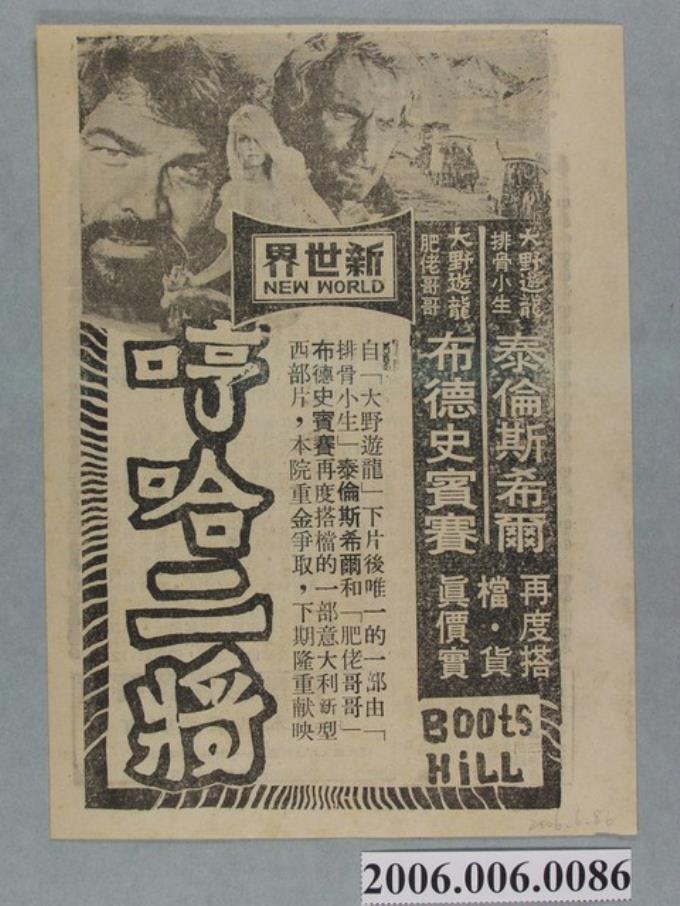 新世界
NEW WORLD
大野遊龍
排骨小生
泰倫斯希爾
大野遊龍
肥佬哥哥
布德史賓賽
再度搭
檔·貨
眞價實
自「大野遊龍」下片後唯一的一部由「
排骨小生」泰倫斯希爾和「肥佬哥哥」
布德史賓賽再度搭檔的一部意大利新型
西部片，本院重金爭取，下期隆重献映
哼哈二將
BOOtS
HiLL
2006.6.86
2006.006.0086